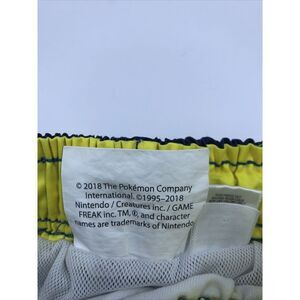 © 2018 The Pokémon Company
International. ©1995–2018
Nintendo / Creatures inc. / GAME
FREAK inc. TM, ®, and character
names are trademarks of Nintendo